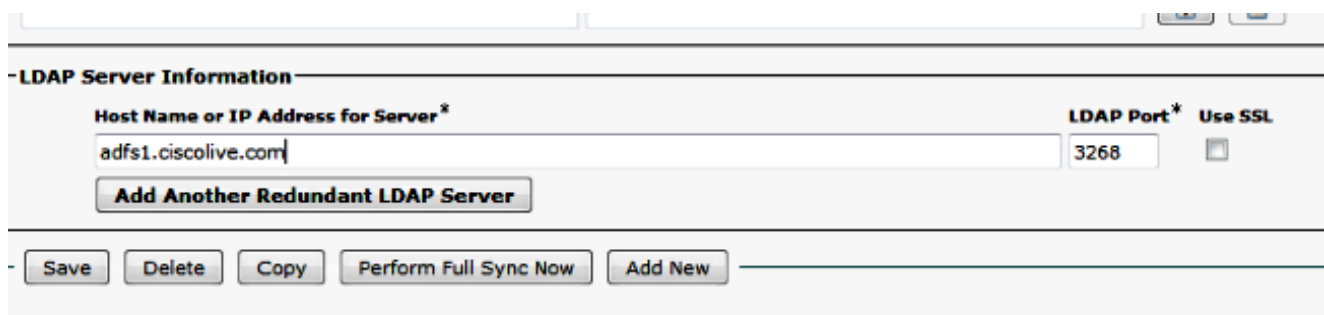 LDAP Server Information
Host Name or IP Address for Server* LDAP Port* Use SSL
adfs1.ciscolive.com 3268
Add Another Redundant LDAP Server
Save Delete Copy Perform Full Sync Now Add New